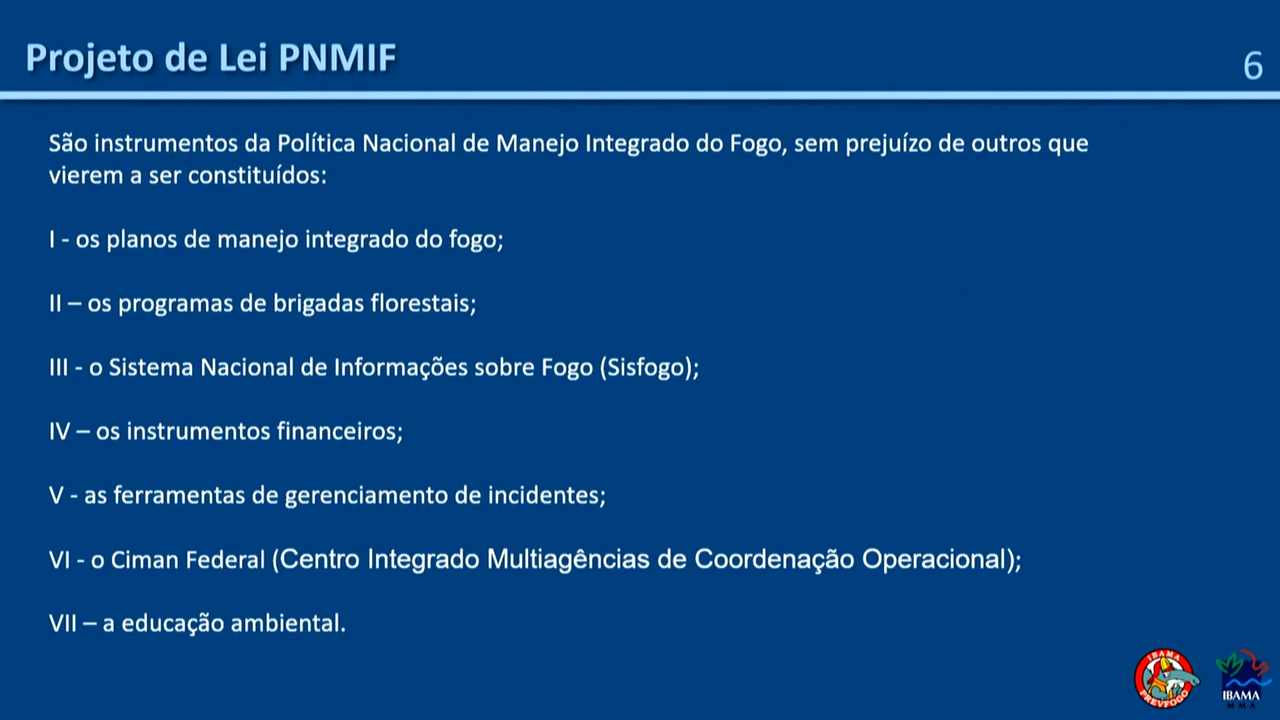 Projeto de Lei PNMIF
6
São instrumentos da Política Nacional de Manejo Integrado do Fogo, sem prejuízo de outros que
vierem a ser constituídos:
I - os planos de manejo integrado do fogo;
II – os programas de brigadas florestais;
III - o Sistema Nacional de Informações sobre Fogo (Sisfogo);
IV – os instrumentos financeiros;
V - as ferramentas de gerenciamento de incidentes;
VI - o Ciman Federal (Centro Integrado Multiagências de Coordenação Operacional);
VII – a educação ambiental.
IBAMA
PREVFOGO
IBAMA
MMA